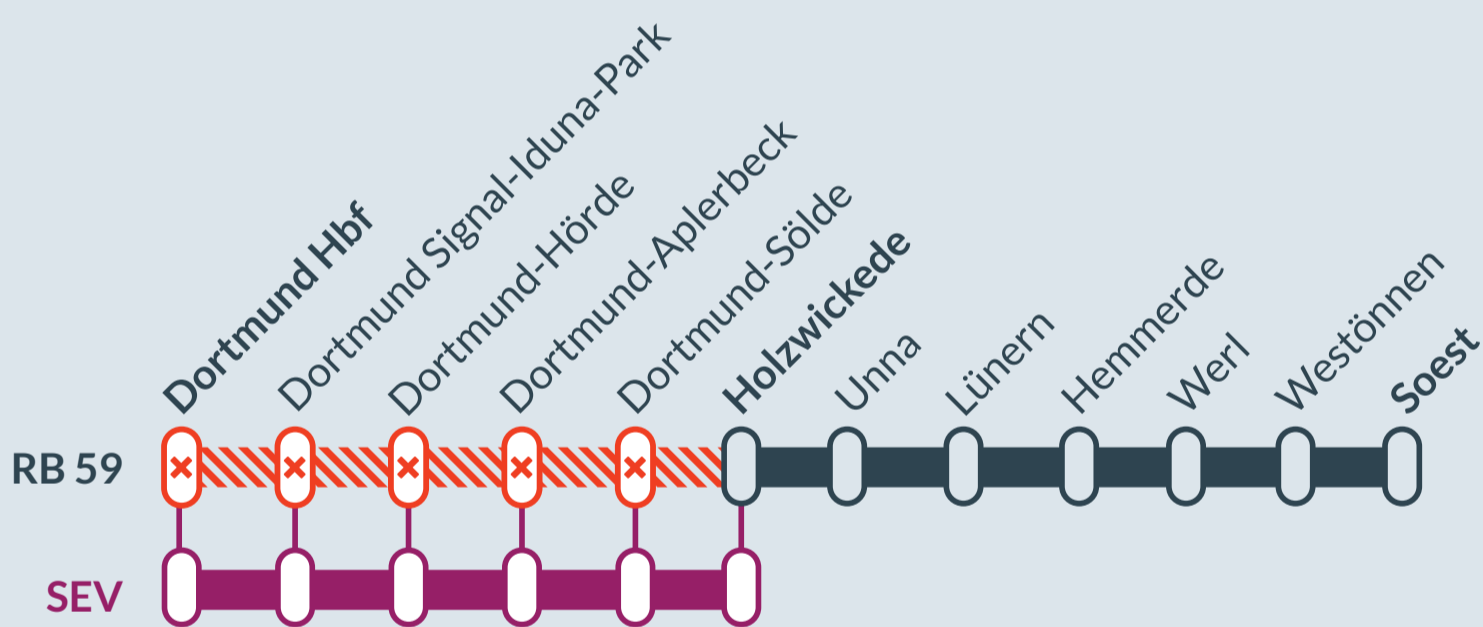 Dortmund Hbf
Dortmund Signal-Iduna-Park
Dortmund-Hörde
Dortmund-Aplerbeck
Dortmund-Sölde
Holzwickede
Unna
Lünern
Hemmerde
Werl
Westönnen
Soest
RB 59
SEV